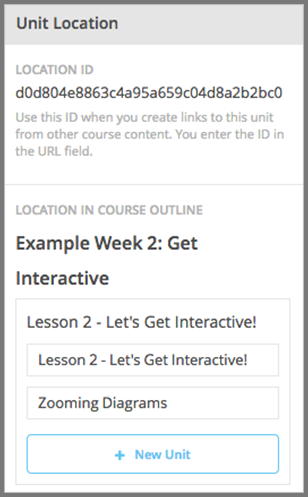 Unit Location
LOCATION ID
d0d804e8863c4a95a659c04d8a2b2bc0
Use this ID when you create links to this unit
from other course content. You enter the ID in
the URL field.
LOCATION IN COURSE OUTLINE
Example Week 2: Get
Interactive
Lesson 2 - Let's Get Interactive!
Lesson 2 - Let's Get Interactive!
Zooming Diagrams
+ New Unit